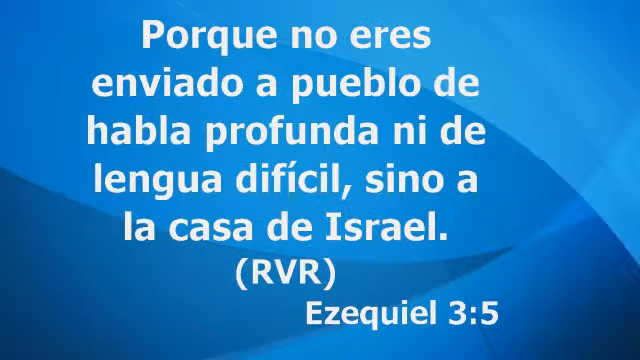 Porque no eres
enviado a pueblo de
habla profunda ni de
lengua difícil, sino a
la casa de Israel.
(RVR)
Ezequiel 3:5